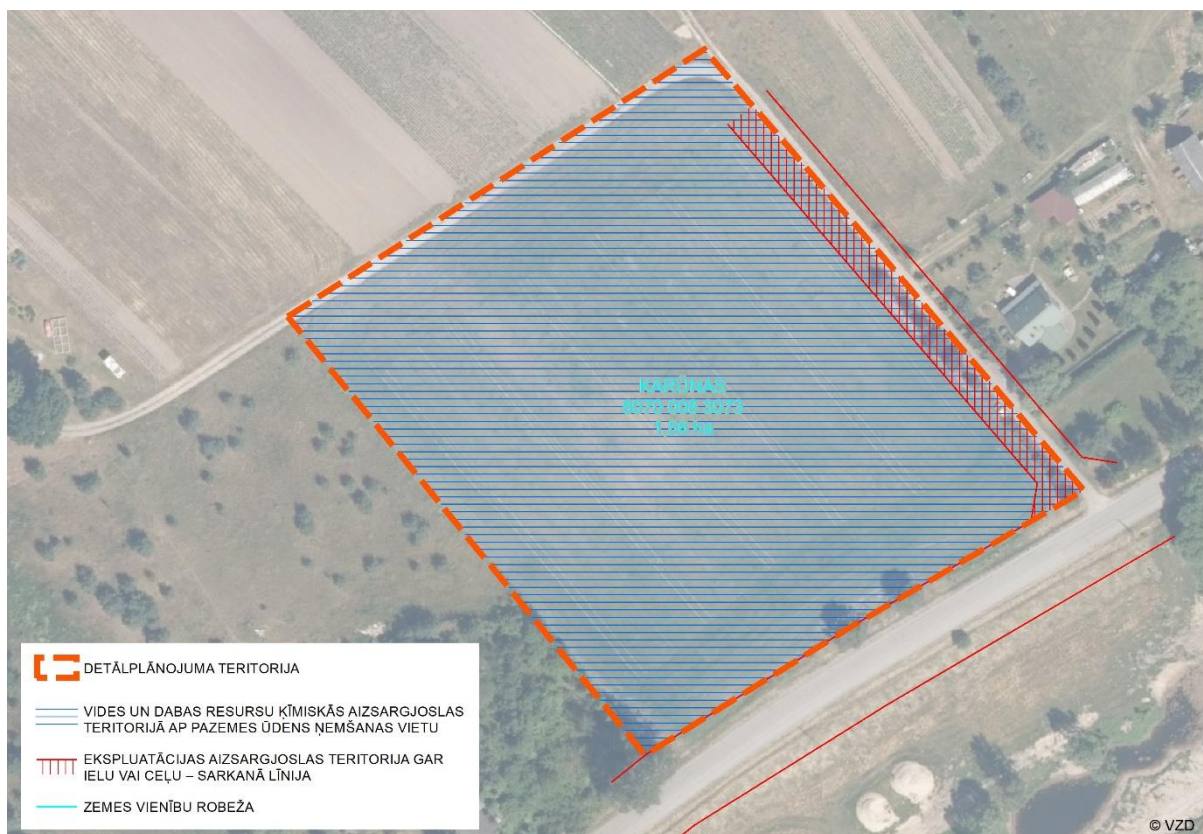 KARŪNAS
DETĀLPLĀNOJUMA TERITORIJA
VIDES UN DABAS RESURSU ĶĪMISKĀS AIZSARGJOSLAS
TERITORIJĀ AP PAZEMES ŪDENS ŅEMŠANAS VIETU
EKSPLUATĀCIJAS AIZSARGJOSLAS TERITORIJA GAR
IELU VAI CEĻU – SARKANĀ LĪNIJA
ZEMES VIENĪBU ROBEŽA
© VZD